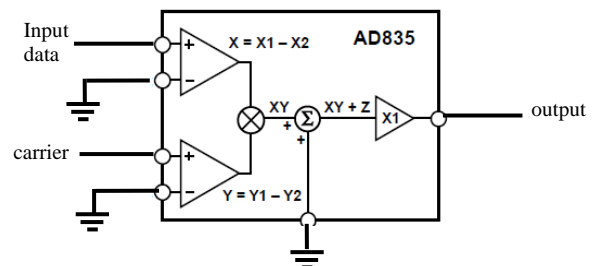 Input
data
X = X1 – X2
AD835
+
–
XY
XY + Z
+
Σ
+
X1
output
carrier
+
–
Y = Y1 – Y2